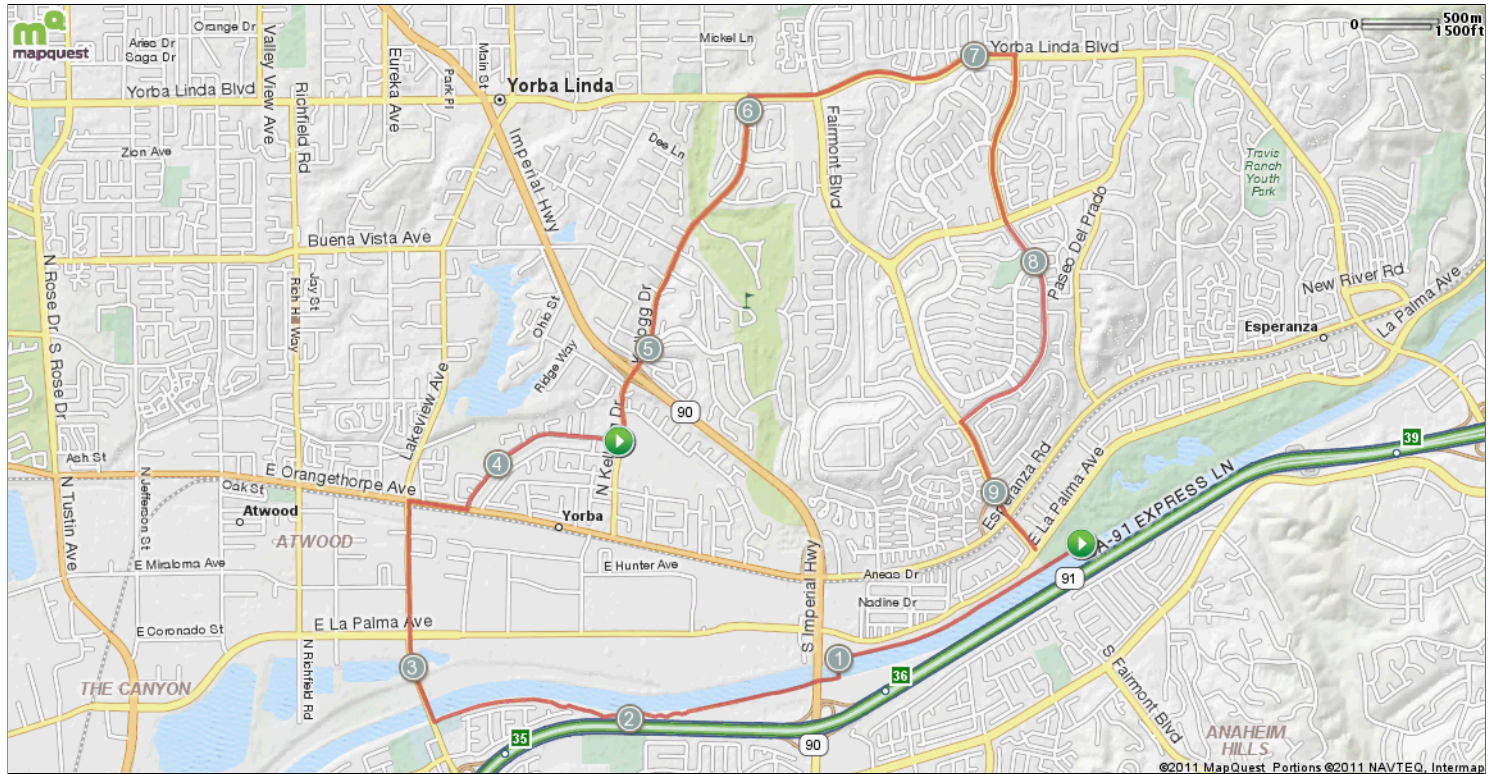 mapquest
0 500m
1500ft
Orange Dr
Aries Dr
Saga Dr
Valley View Ave
Eureka Ave
Park Pl
Main St
Mickel Ln
Yorba Linda Blvd
Yorba Linda Blvd
Yorba Linda
Richfield Rd
Zion Ave
Imperial Hwy
Dee Ln
Fairmont Blvd
Travis
Ranch
Youth
Park
Buena Vista Ave
Paseo Del Prado
New River Rd
La Palma Ave
Esperanza
N Rose Dr
S Rose Dr
Jay St
Rich Hill Way
Ohio St
Ridge Way
Kellogg Dr
Lakeview Ave
90
Ash St
E Orangethorpe Ave
Oak St
Atwood
ATWOOD
N Jefferson St
N Tustin Ave
Yorba
Esperanza Rd
E La Palma Ave
CA-91 EXPRESS LN
39
E Miraloma Ave
E Hunter Ave
Aneas Dr
Nadine Dr
91
S Imperial Hwy
E Coronado St
E La Palma Ave
N Richfield Rd
THE CANYON
S Fairmont Blvd
ANAHEIM
HILLS
36
35
90
1
2
3
4
5
6
7
8
9
©2011 MapQuest Portions ©2011 NAVTEQ, Intermap